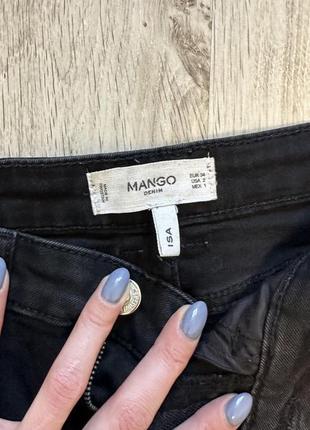 MANGO
DENIM
EUR 34
USA 2
MEX 1
ISA